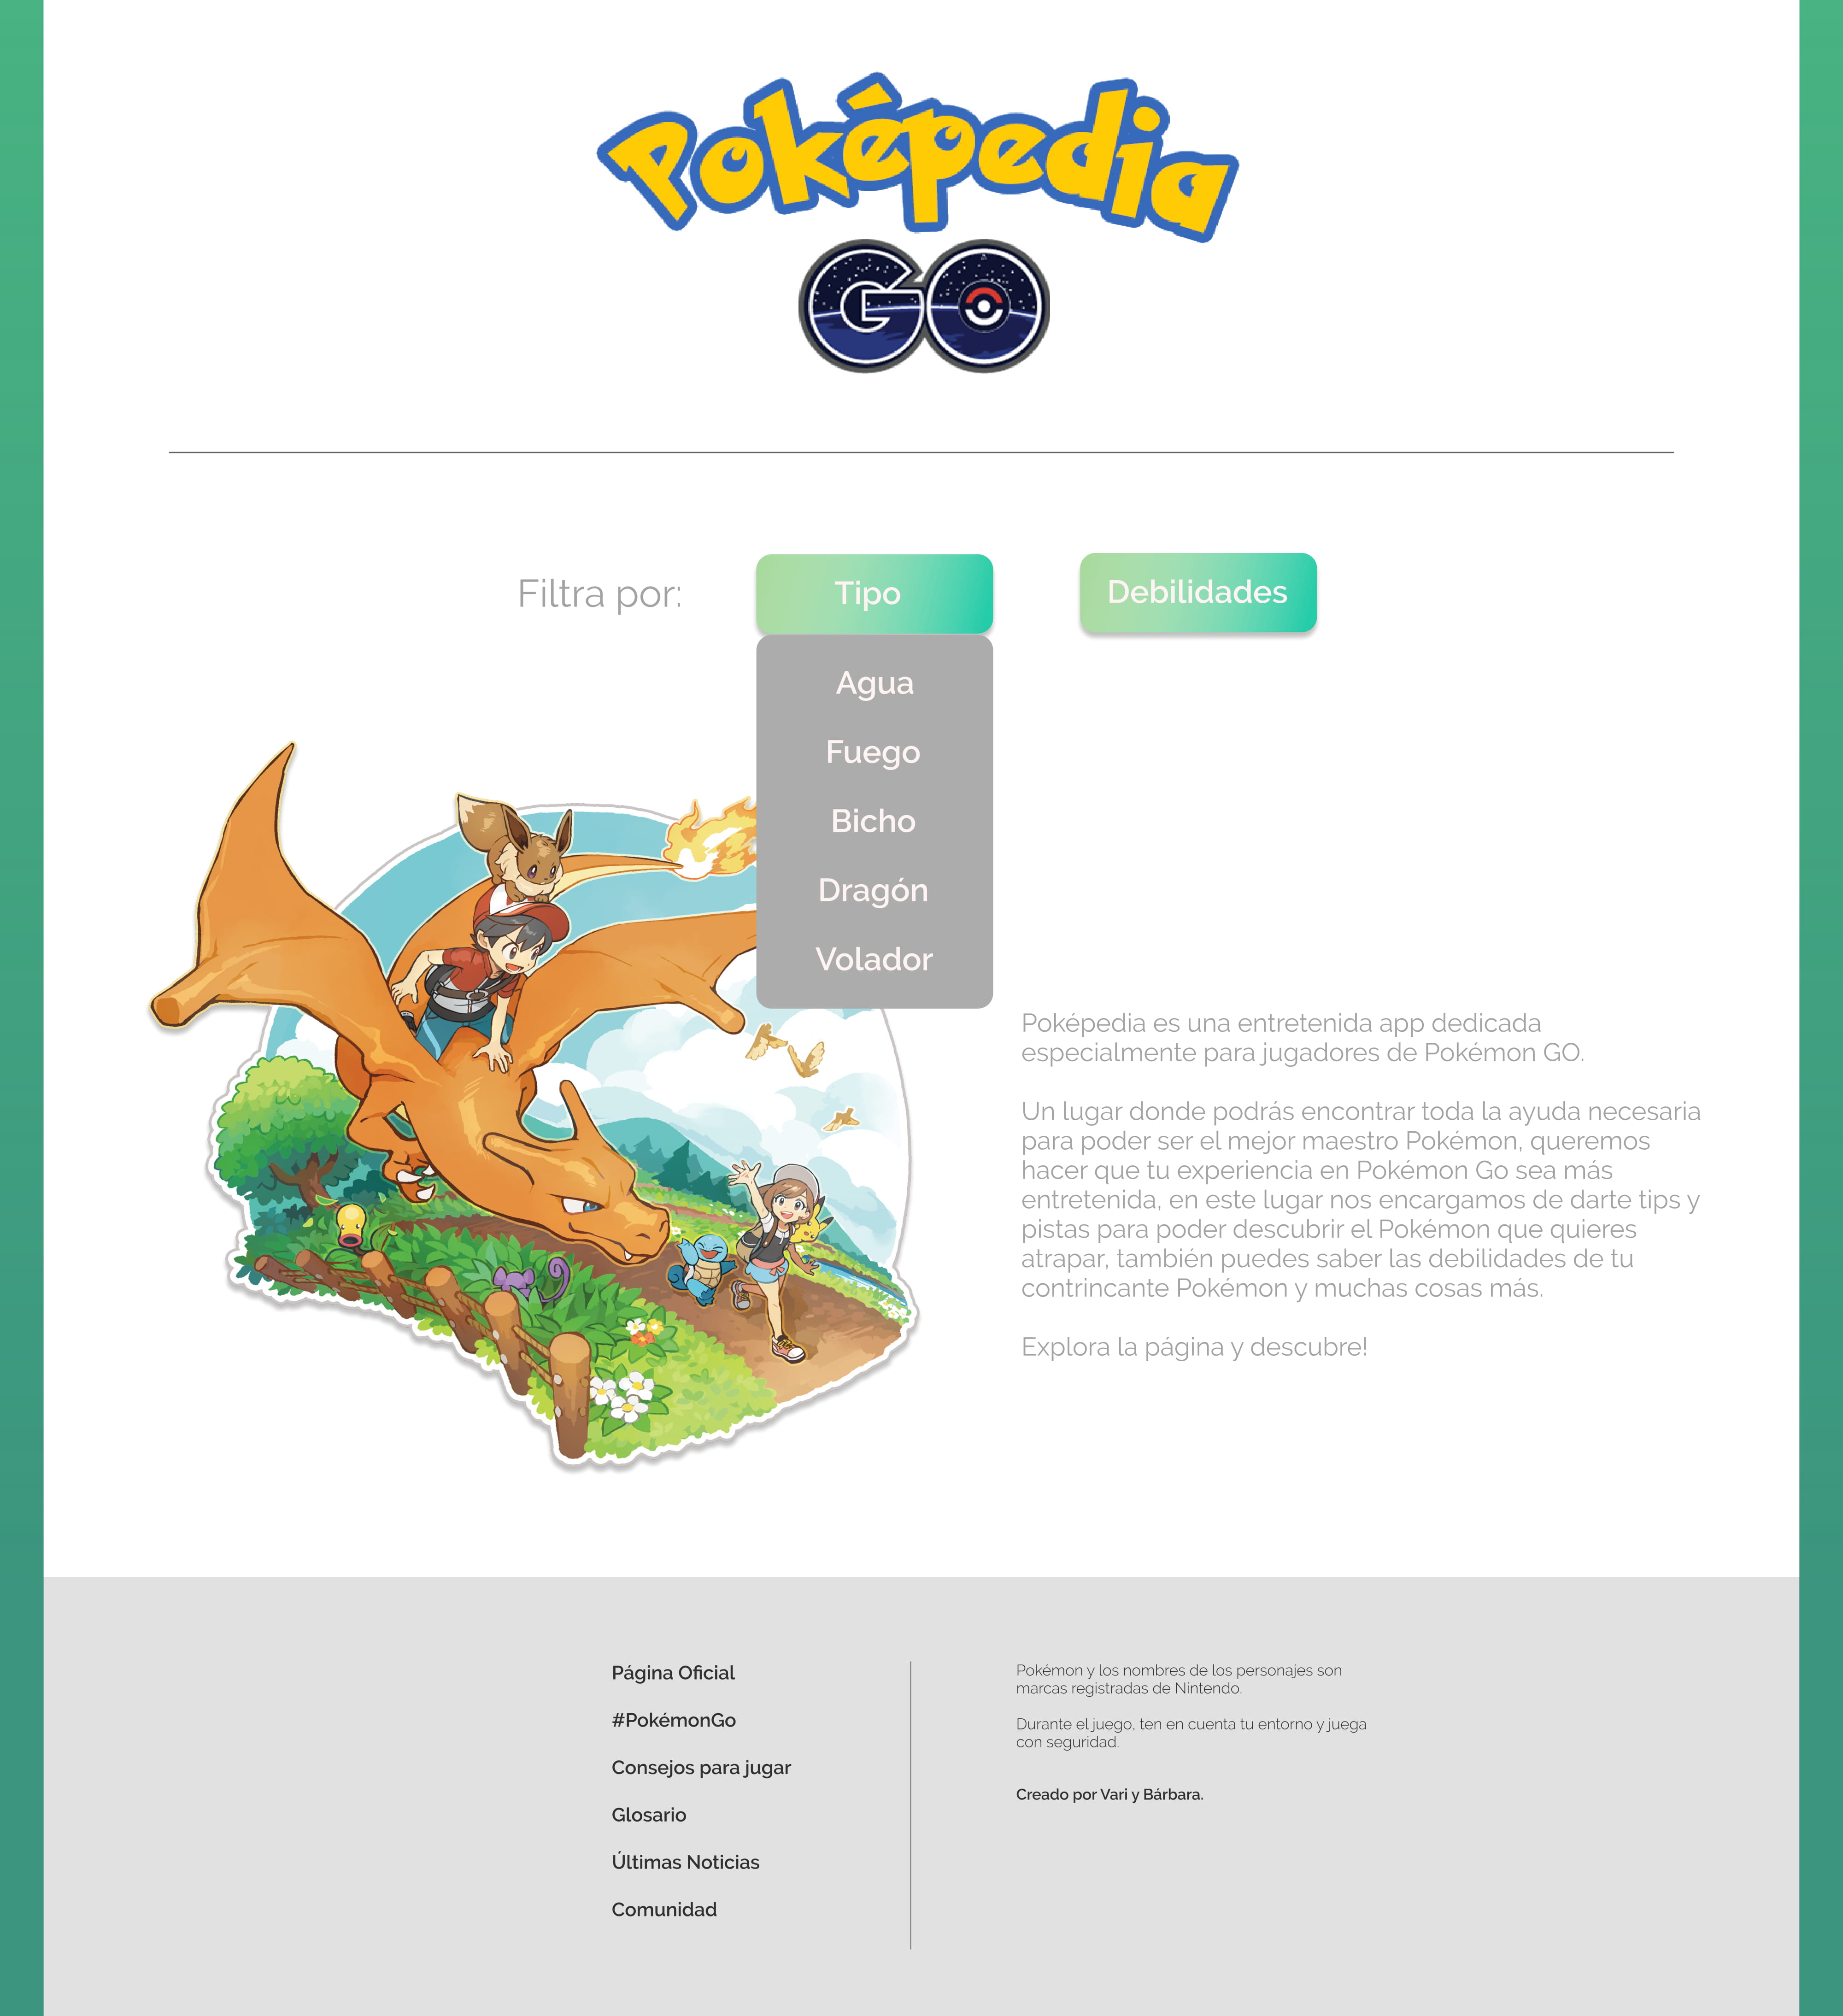 Poképedia
GO
Filtra por:
Tipo
Debilidades
Agua
Fuego
Bicho
Dragón
Volador
Poképedia es una entretenida app dedicada
especialmente para jugadores de Pokémon GO.
Un lugar donde podrás encontrar toda la ayuda necesaria
para poder ser el mejor maestro Pokémon, queremos
hacer que tu experiencia en Pokémon Go sea más
entretenida, en este lugar nos encargamos de darte tips y
pistas para poder descubrir el Pokémon que quieres
atrapar, también puedes saber las debilidades de tu
contrincante Pokémon y muchas cosas más.
Explora la página y descubre!
Página Oficial
#PokémonGo
Consejos para jugar
Glosario
Últimas Noticias
Comunidad
Pokémon y los nombres de los personajes son
marcas registradas de Nintendo.
Durante el juego, ten en cuenta tu entorno y juega
con seguridad.
Creado por Vari y Bárbara.